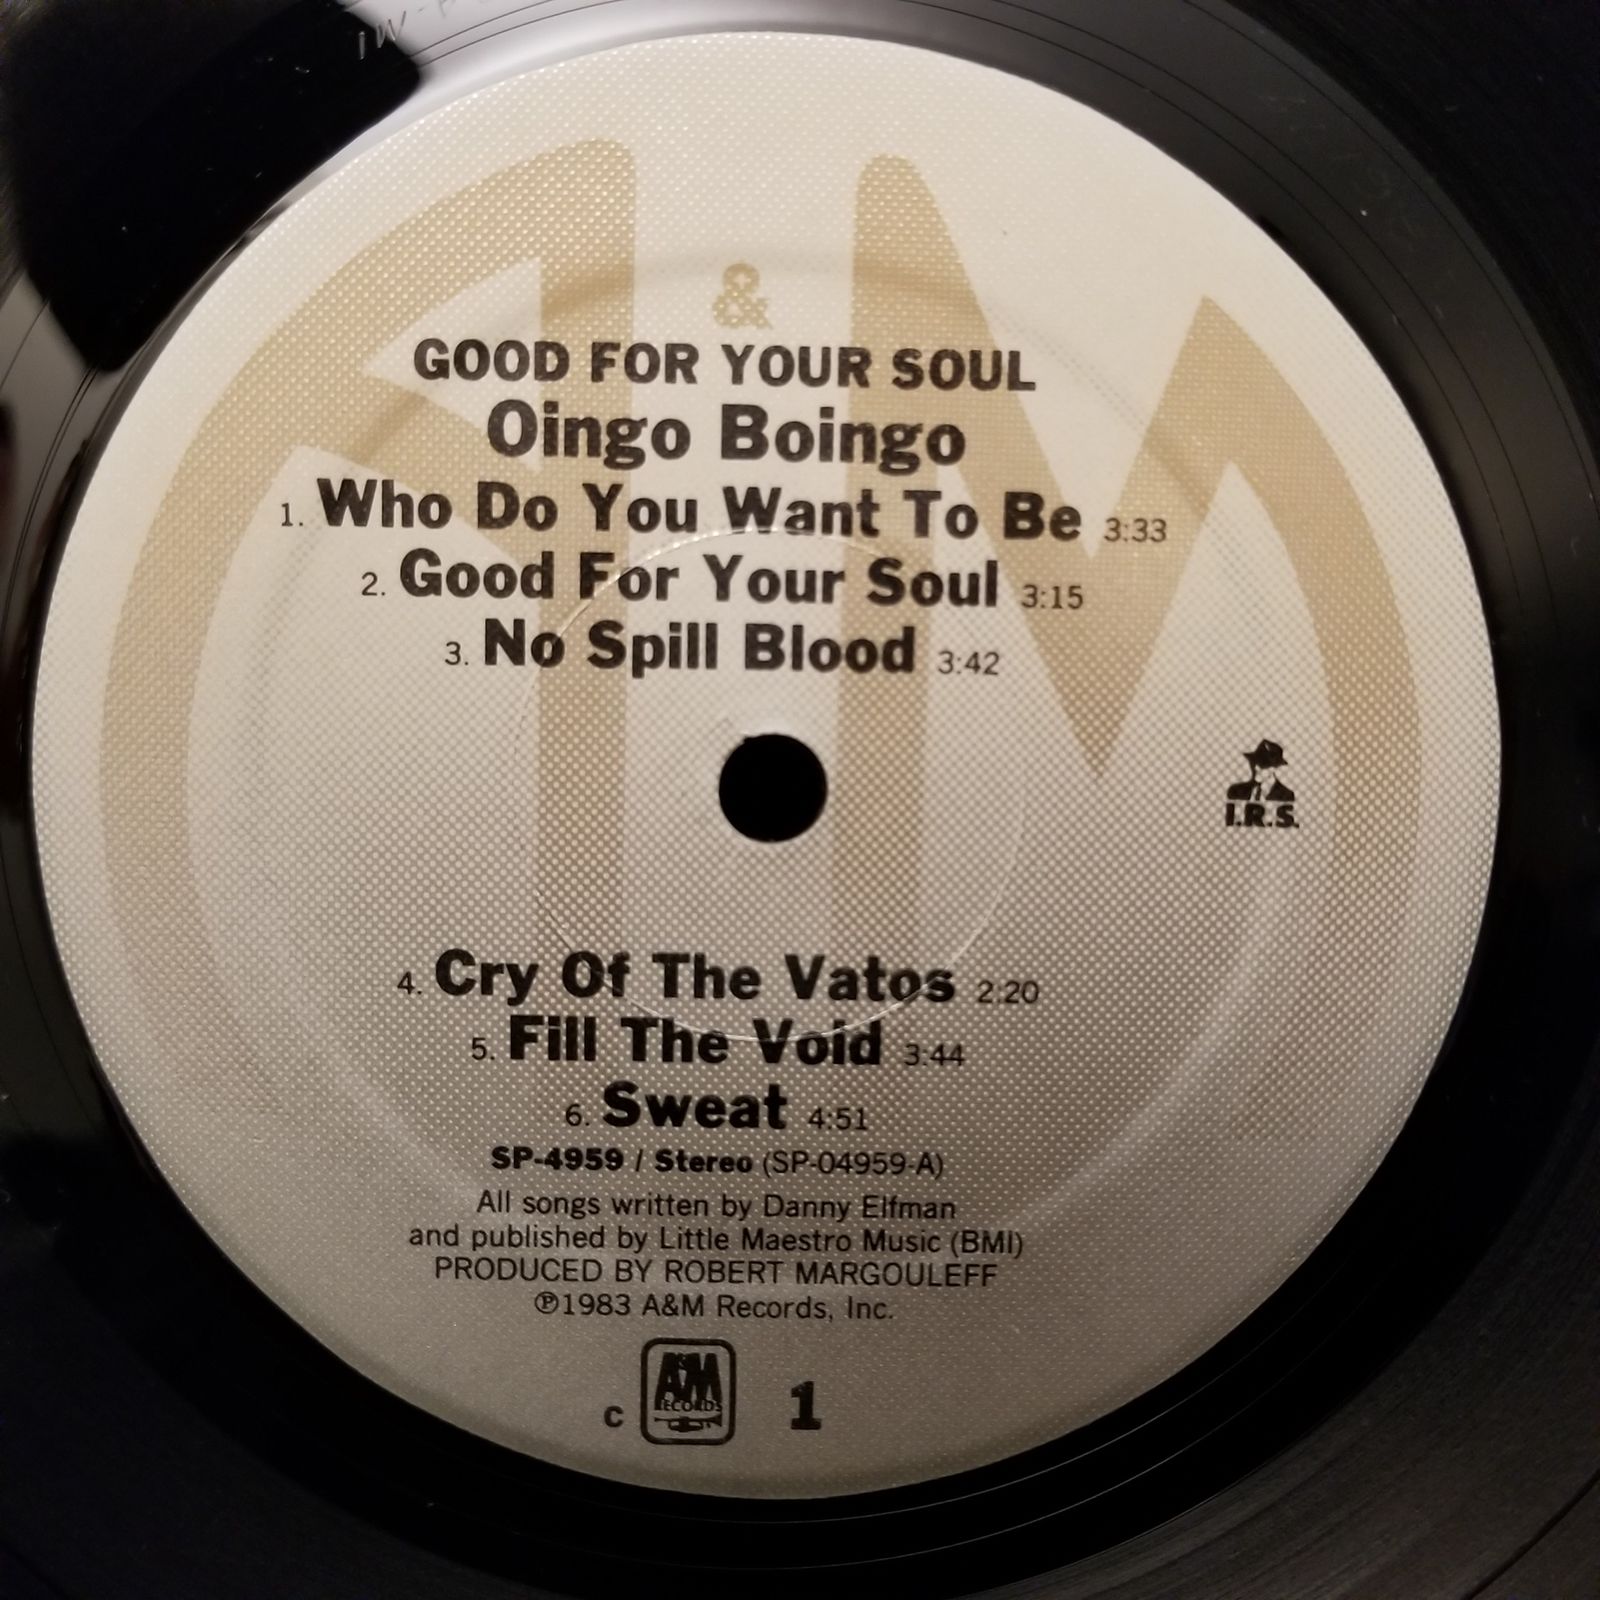 &
GOOD FOR YOUR SOUL
Oingo Boingo
1. Who Do You Want To Be 3:33
2. Good For Your Soul 3:15
3. No Spill Blood 3:42
I.R.S.
4. Cry Of The Vatos 2:20
5. Fill The Void 3:44
6. Sweat 4:51
SP-4959 / Stereo (SP-04959-A)
All songs written by Danny Elfman
and published by Little Maestro Music (BMI)
PRODUCED BY ROBERT MARGOULEFF
℗1983 A&M Records, Inc.
A&M
RECORDS
C 1